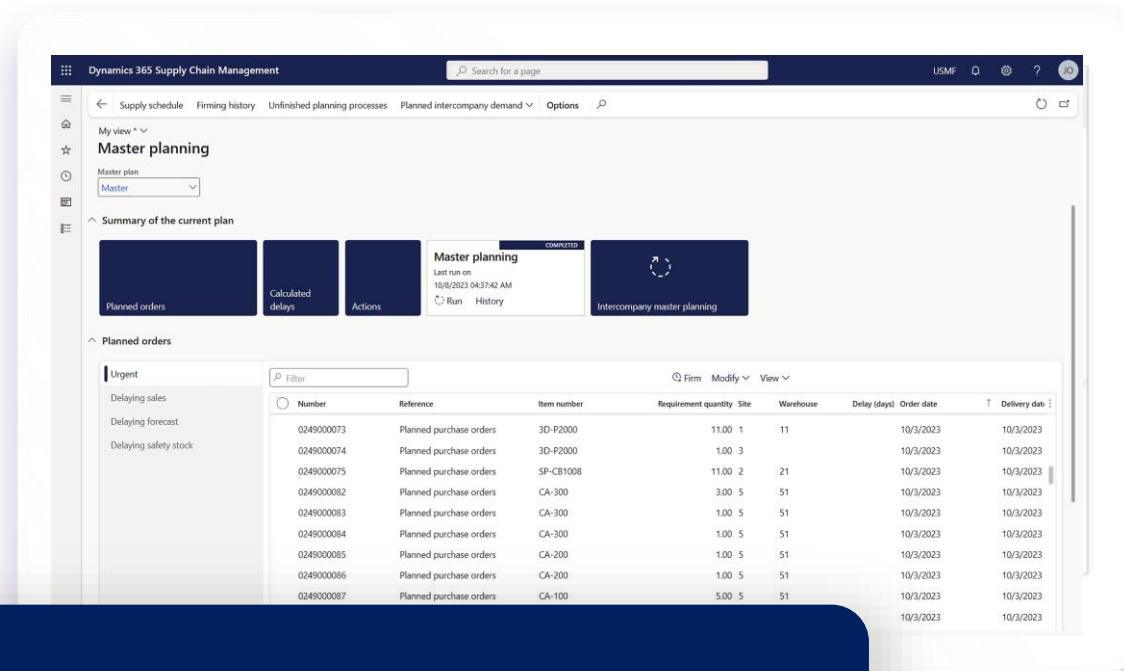 Dynamics 365 Supply Chain Management
Search for a page
USMF
?
JO
Supply schedule Firming history Unfinished planning processes Planned intercompany demand Options
My view *
Master planning
Master plan
Master
Summary of the current plan
Planned orders
Calculated
delays
Actions
COMPLETED
Master planning
Last run on
10/8/2023 04:37:42 AM
Run History
Intercompany master planning
Planned orders
Urgent
Delaying sales
Delaying forecast
Delaying safety stock
Filter
Firm Modify View
Number Reference Item number Requirement quantity Site Warehouse Delay (days) Order date Delivery date
0249000073 Planned purchase orders 3D-P2000 11.00 1 11 10/3/2023 10/3/2023
0249000074 Planned purchase orders 3D-P2000 1.00 3 10/3/2023 10/3/2023
0249000075 Planned purchase orders SP-CB1008 11.00 2 21 10/3/2023 10/3/2023
0249000082 Planned purchase orders CA-300 3.00 5 51 10/3/2023 10/3/2023
0249000083 Planned purchase orders CA-300 1.00 5 51 10/3/2023 10/3/2023
0249000084 Planned purchase orders CA-300 1.00 5 51 10/3/2023 10/3/2023
0249000085 Planned purchase orders CA-200 1.00 5 51 10/3/2023 10/3/2023
0249000086 Planned purchase orders CA-200 1.00 5 51 10/3/2023 10/3/2023
0249000087 Planned purchase orders CA-100 5.00 5 51 10/3/2023 10/3/2023
10/3/2023 10/3/2023